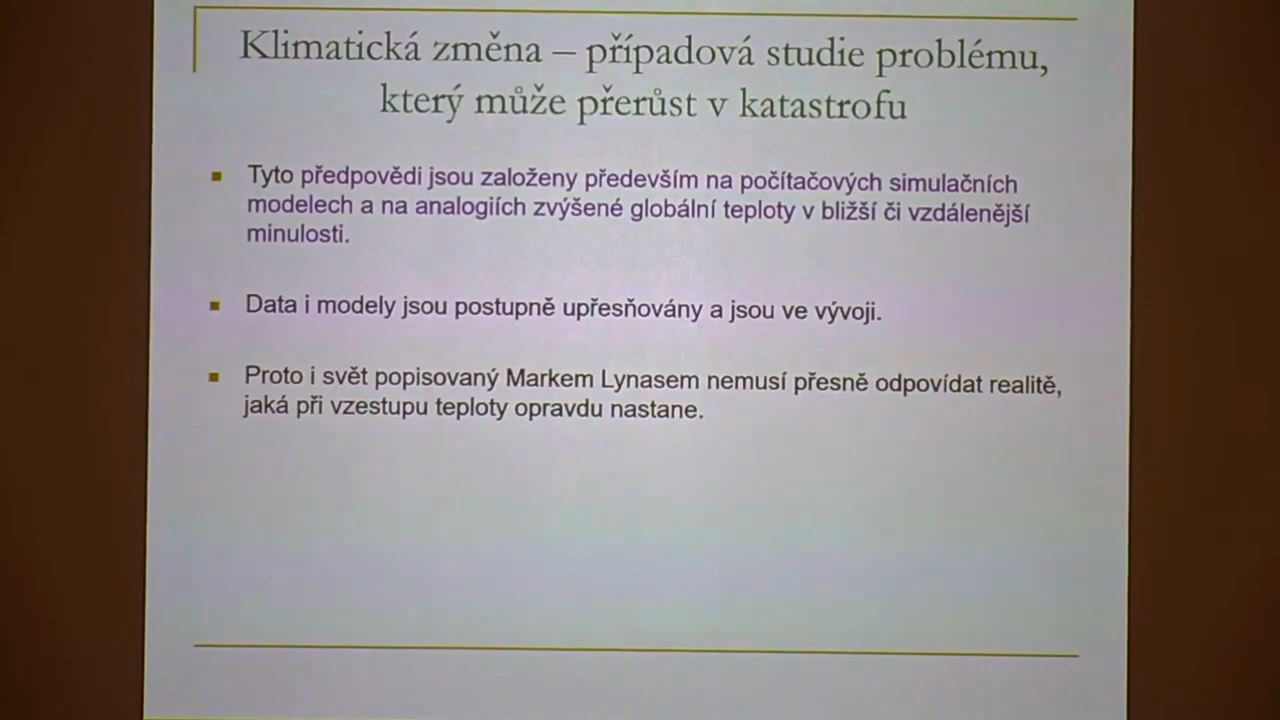 Klimatická změna – případová studie problému,
který může přerůst v katastrofu
Tyto předpovědi jsou založeny především na počítačových simulačních
modelech a na analogiích zvýšené globální teploty v bližší či vzdálenější
minulosti.
Data i modely jsou postupně upřesňovány a jsou ve vývoji.
Proto i svět popisovaný Markem Lynasem nemusí přesně odpovídat realitě,
jaká při vzestupu teploty opravdu nastane.